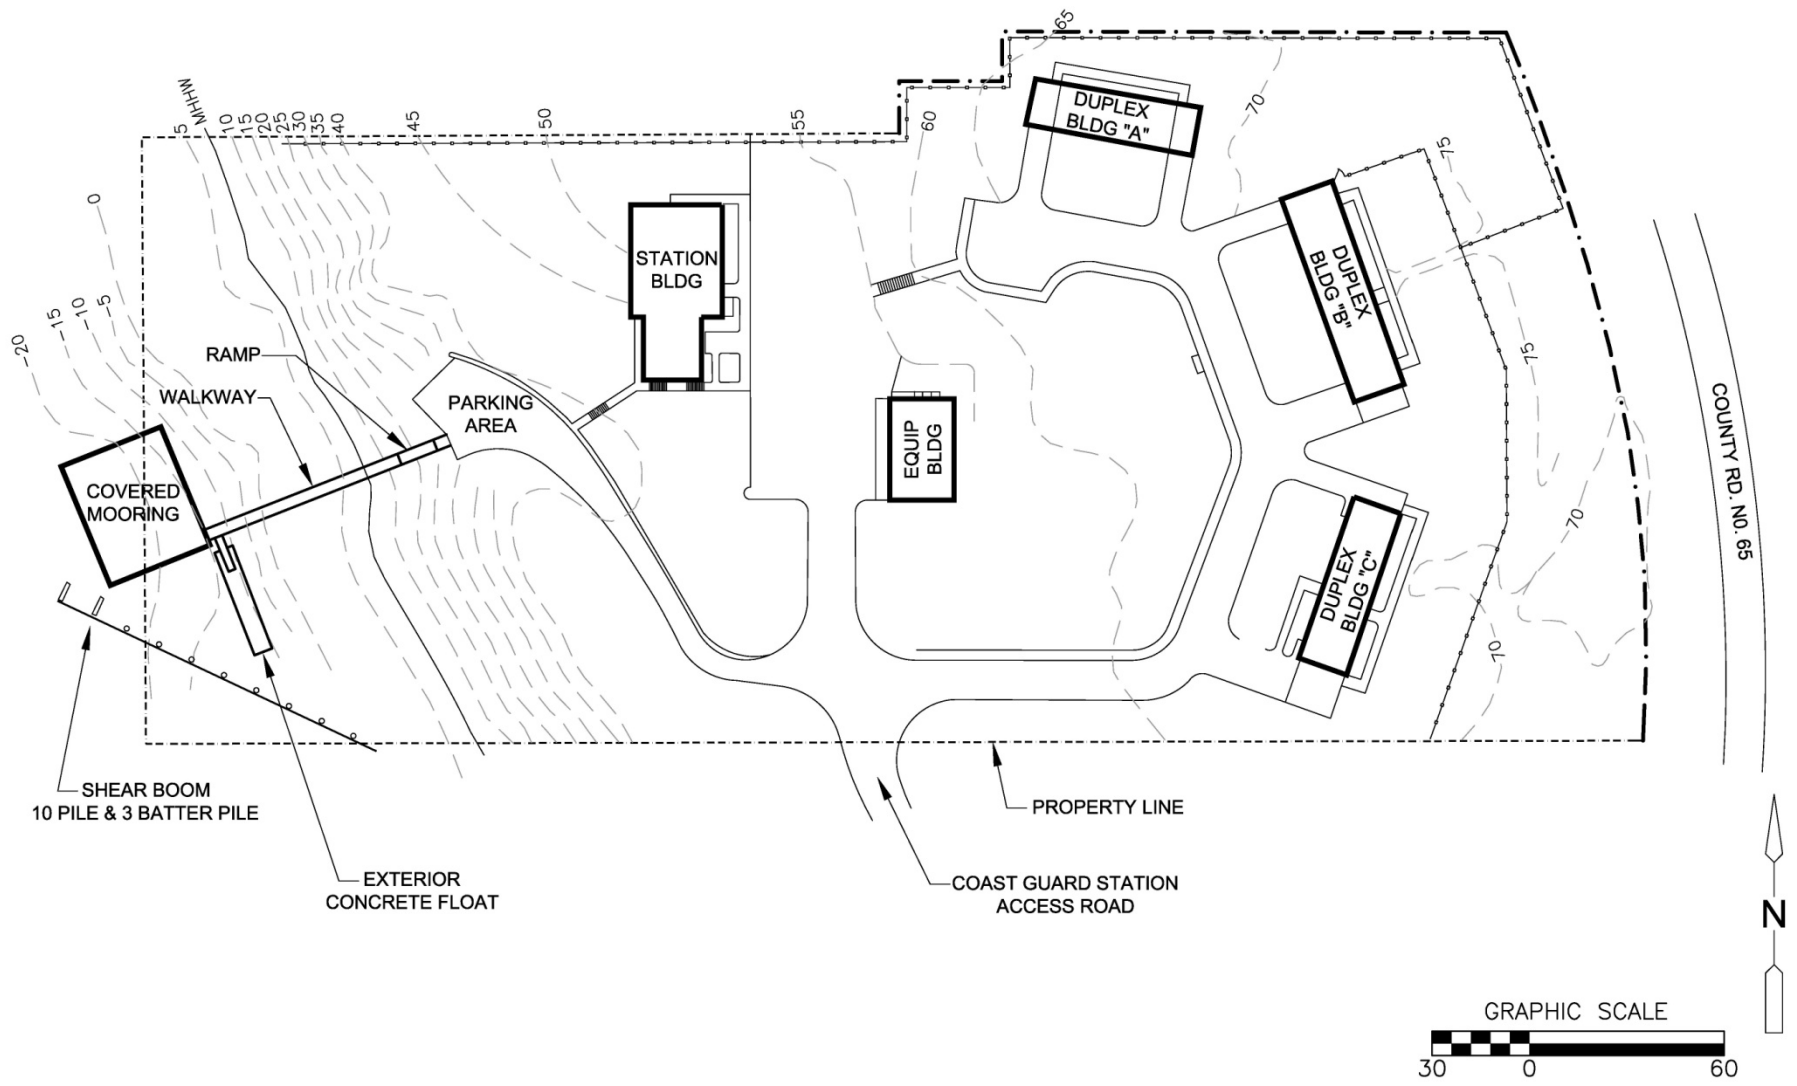 65
MHHW
5
10
15
20
25
30
35
40
45
50
55
60
70
75
DUPLEX
BLDG "A"
0
STATION
BLDG
DUPLEX
BLDG "B"
-5
-10
-15
-20
75
RAMP
WALKWAY
PARKING
AREA
EQUIP
BLDG
COUNTY RD. NO. 65
COVERED
MOORING
70
DUPLEX
BLDG "C"
70
SHEAR BOOM
10 PILE & 3 BATTER PILE
PROPERTY LINE
EXTERIOR
CONCRETE FLOAT
COAST GUARD STATION
ACCESS ROAD
N
GRAPHIC SCALE
30 0 60